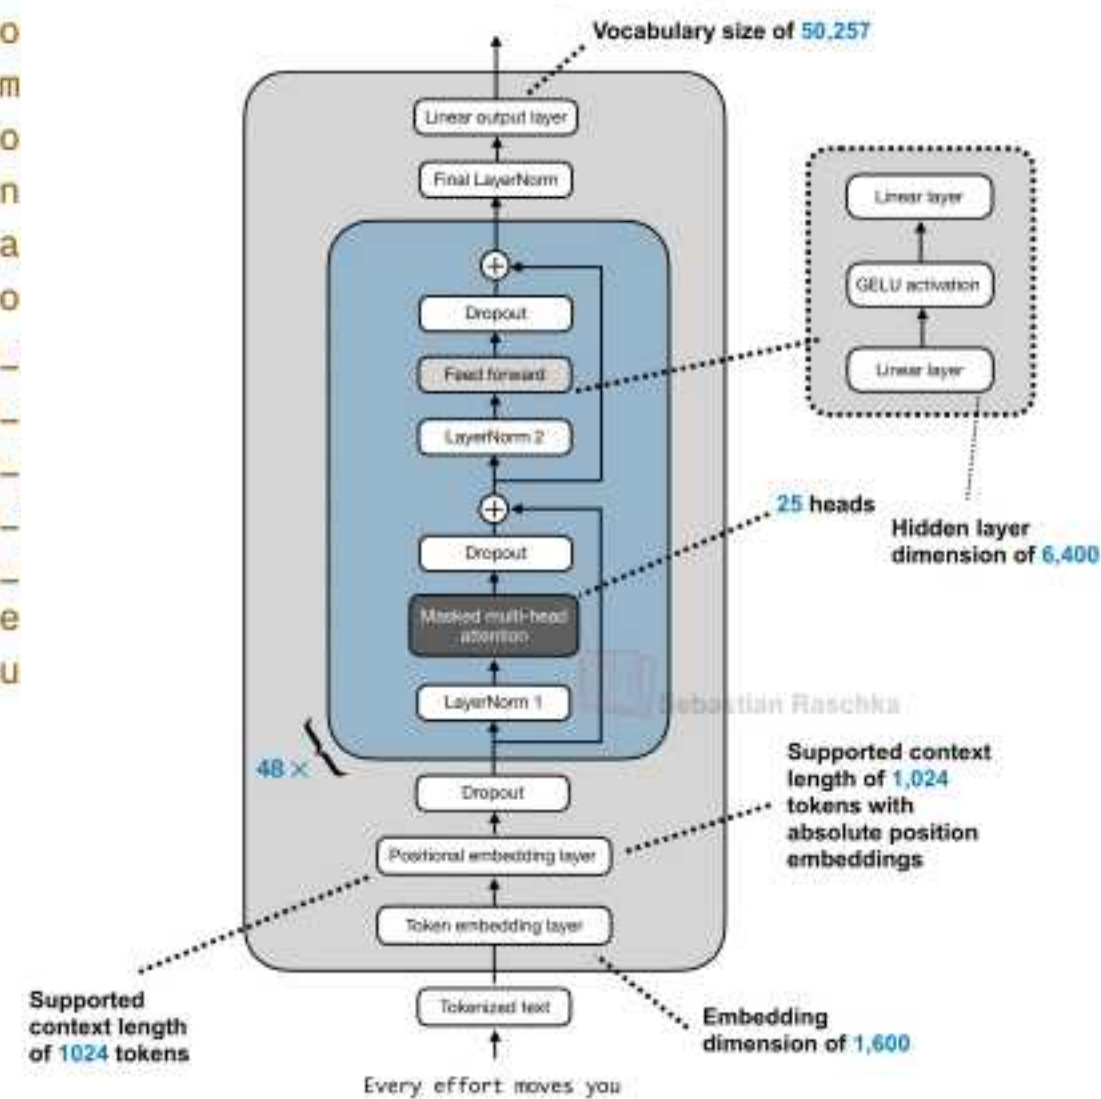 o
m
o
n
a
o
–
–
–
–
–
e
u
Vocabulary size of 50,257
Linear output layer
Final LayerNorm
Dropout
Feed forward
LayerNorm 2
Dropout
Masked multi-head
attention
LayerNorm 1
48 ×
Dropout
Positional embedding layer
Token embedding layer
Tokenized text
Every effort moves you
Linear layer
GELU activation
Linear layer
25 heads
Hidden layer
dimension of 6,400
Sebastian Raschka
Supported context
length of 1,024
tokens with
absolute position
embeddings
Supported
context length
of 1024 tokens
Embedding
dimension of 1,600